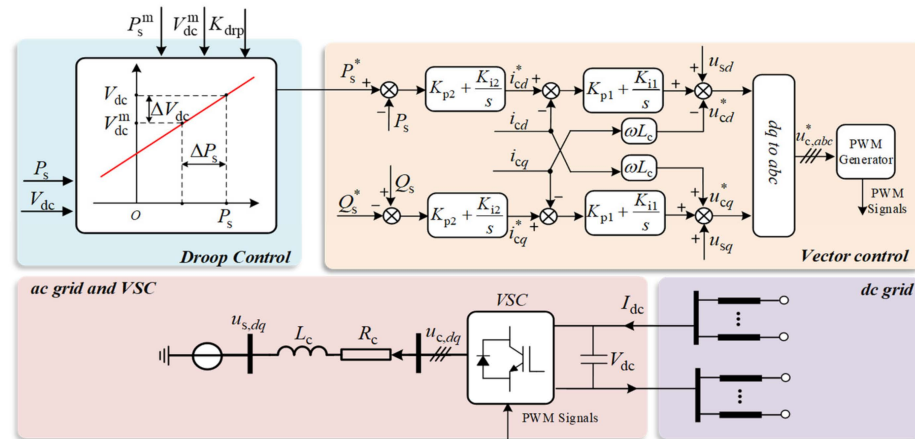 P_s^m V_dc^m K_drp
V_dc
V_dc^m
ΔV_dc
ΔP_s
O
P_s
P_s
V_dc
Droop Control
P_s^* +
− P_s
K_p2 + K_i2/s
i_cd^* +
−
K_p1 + K_i1/s
+
u_sd
+
− u_cd^*
i_cd
i_cq
ωL_c
ωL_c
Q_s
+
Q_s^* −
K_p2 + K_i2/s
i_cq^* +
−
K_p1 + K_i1/s
+
+ u_cq^*
+ u_sq
dq to abc
u_c,abc^*
PWM
Generator
PWM
Signals
Vector control
ac grid and VSC
u_s,dq
L_c
R_c
u_c,dq
VSC
I_dc
V_dc
PWM Signals
dc grid